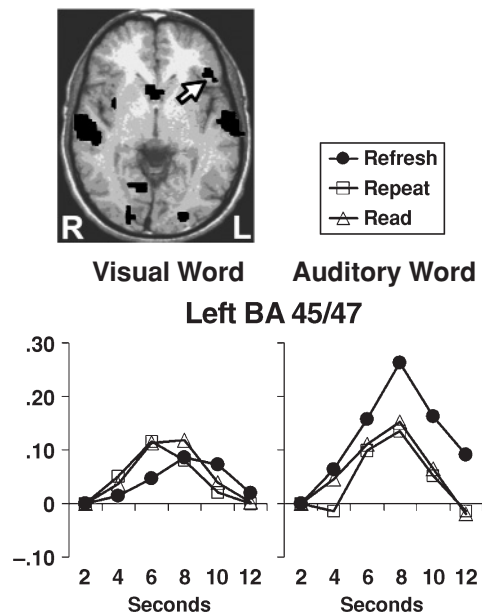 R L
Refresh
Repeat
Read
Visual Word Auditory Word
Left BA 45/47
.30
.20
.10
0
–.10
2 4 6 8 10 12 2 4 6 8 10 12
Seconds Seconds